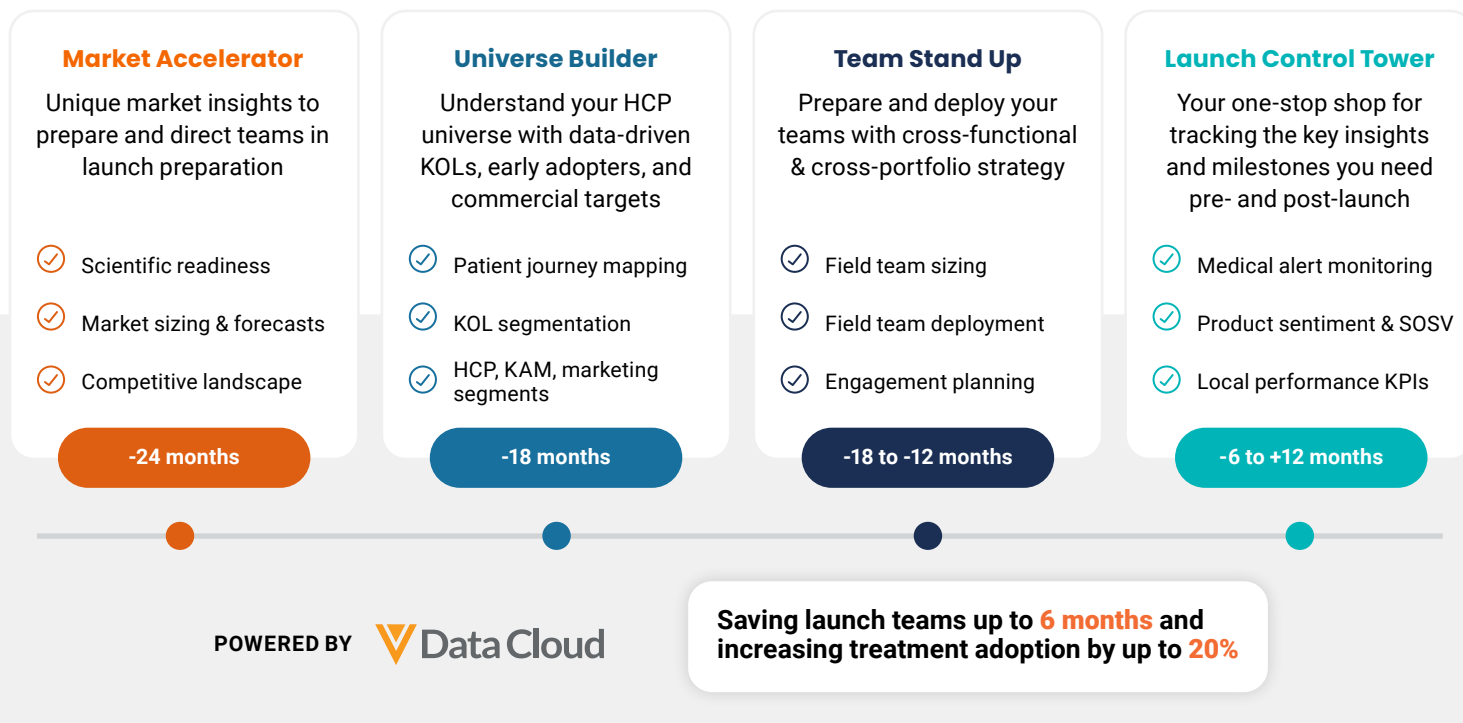 Market Accelerator
Unique market insights to
prepare and direct teams in
launch preparation
Scientific readiness
Market sizing & forecasts
Competitive landscape
-24 months
Universe Builder
Understand your HCP
universe with data-driven
KOLs, early adopters, and
commercial targets
Patient journey mapping
KOL segmentation
HCP, KAM, marketing
segments
-18 months
Team Stand Up
Prepare and deploy your
teams with cross-functional
& cross-portfolio strategy
Field team sizing
Field team deployment
Engagement planning
-18 to -12 months
Launch Control Tower
Your one-stop shop for
tracking the key insights
and milestones you need
pre- and post-launch
Medical alert monitoring
Product sentiment & SOSV
Local performance KPIs
-6 to +12 months
POWERED BY Data Cloud
Saving launch teams up to 6 months and
increasing treatment adoption by up to 20%